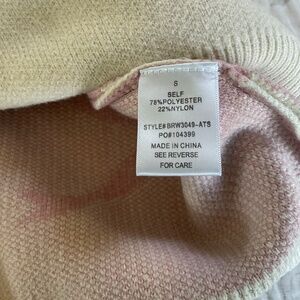 S
SELF
78%POLYESTER
22%NYLON
STYLE# BRW3049-ATS
PO#104399
MADE IN CHINA
SEE REVERSE
FOR CARE